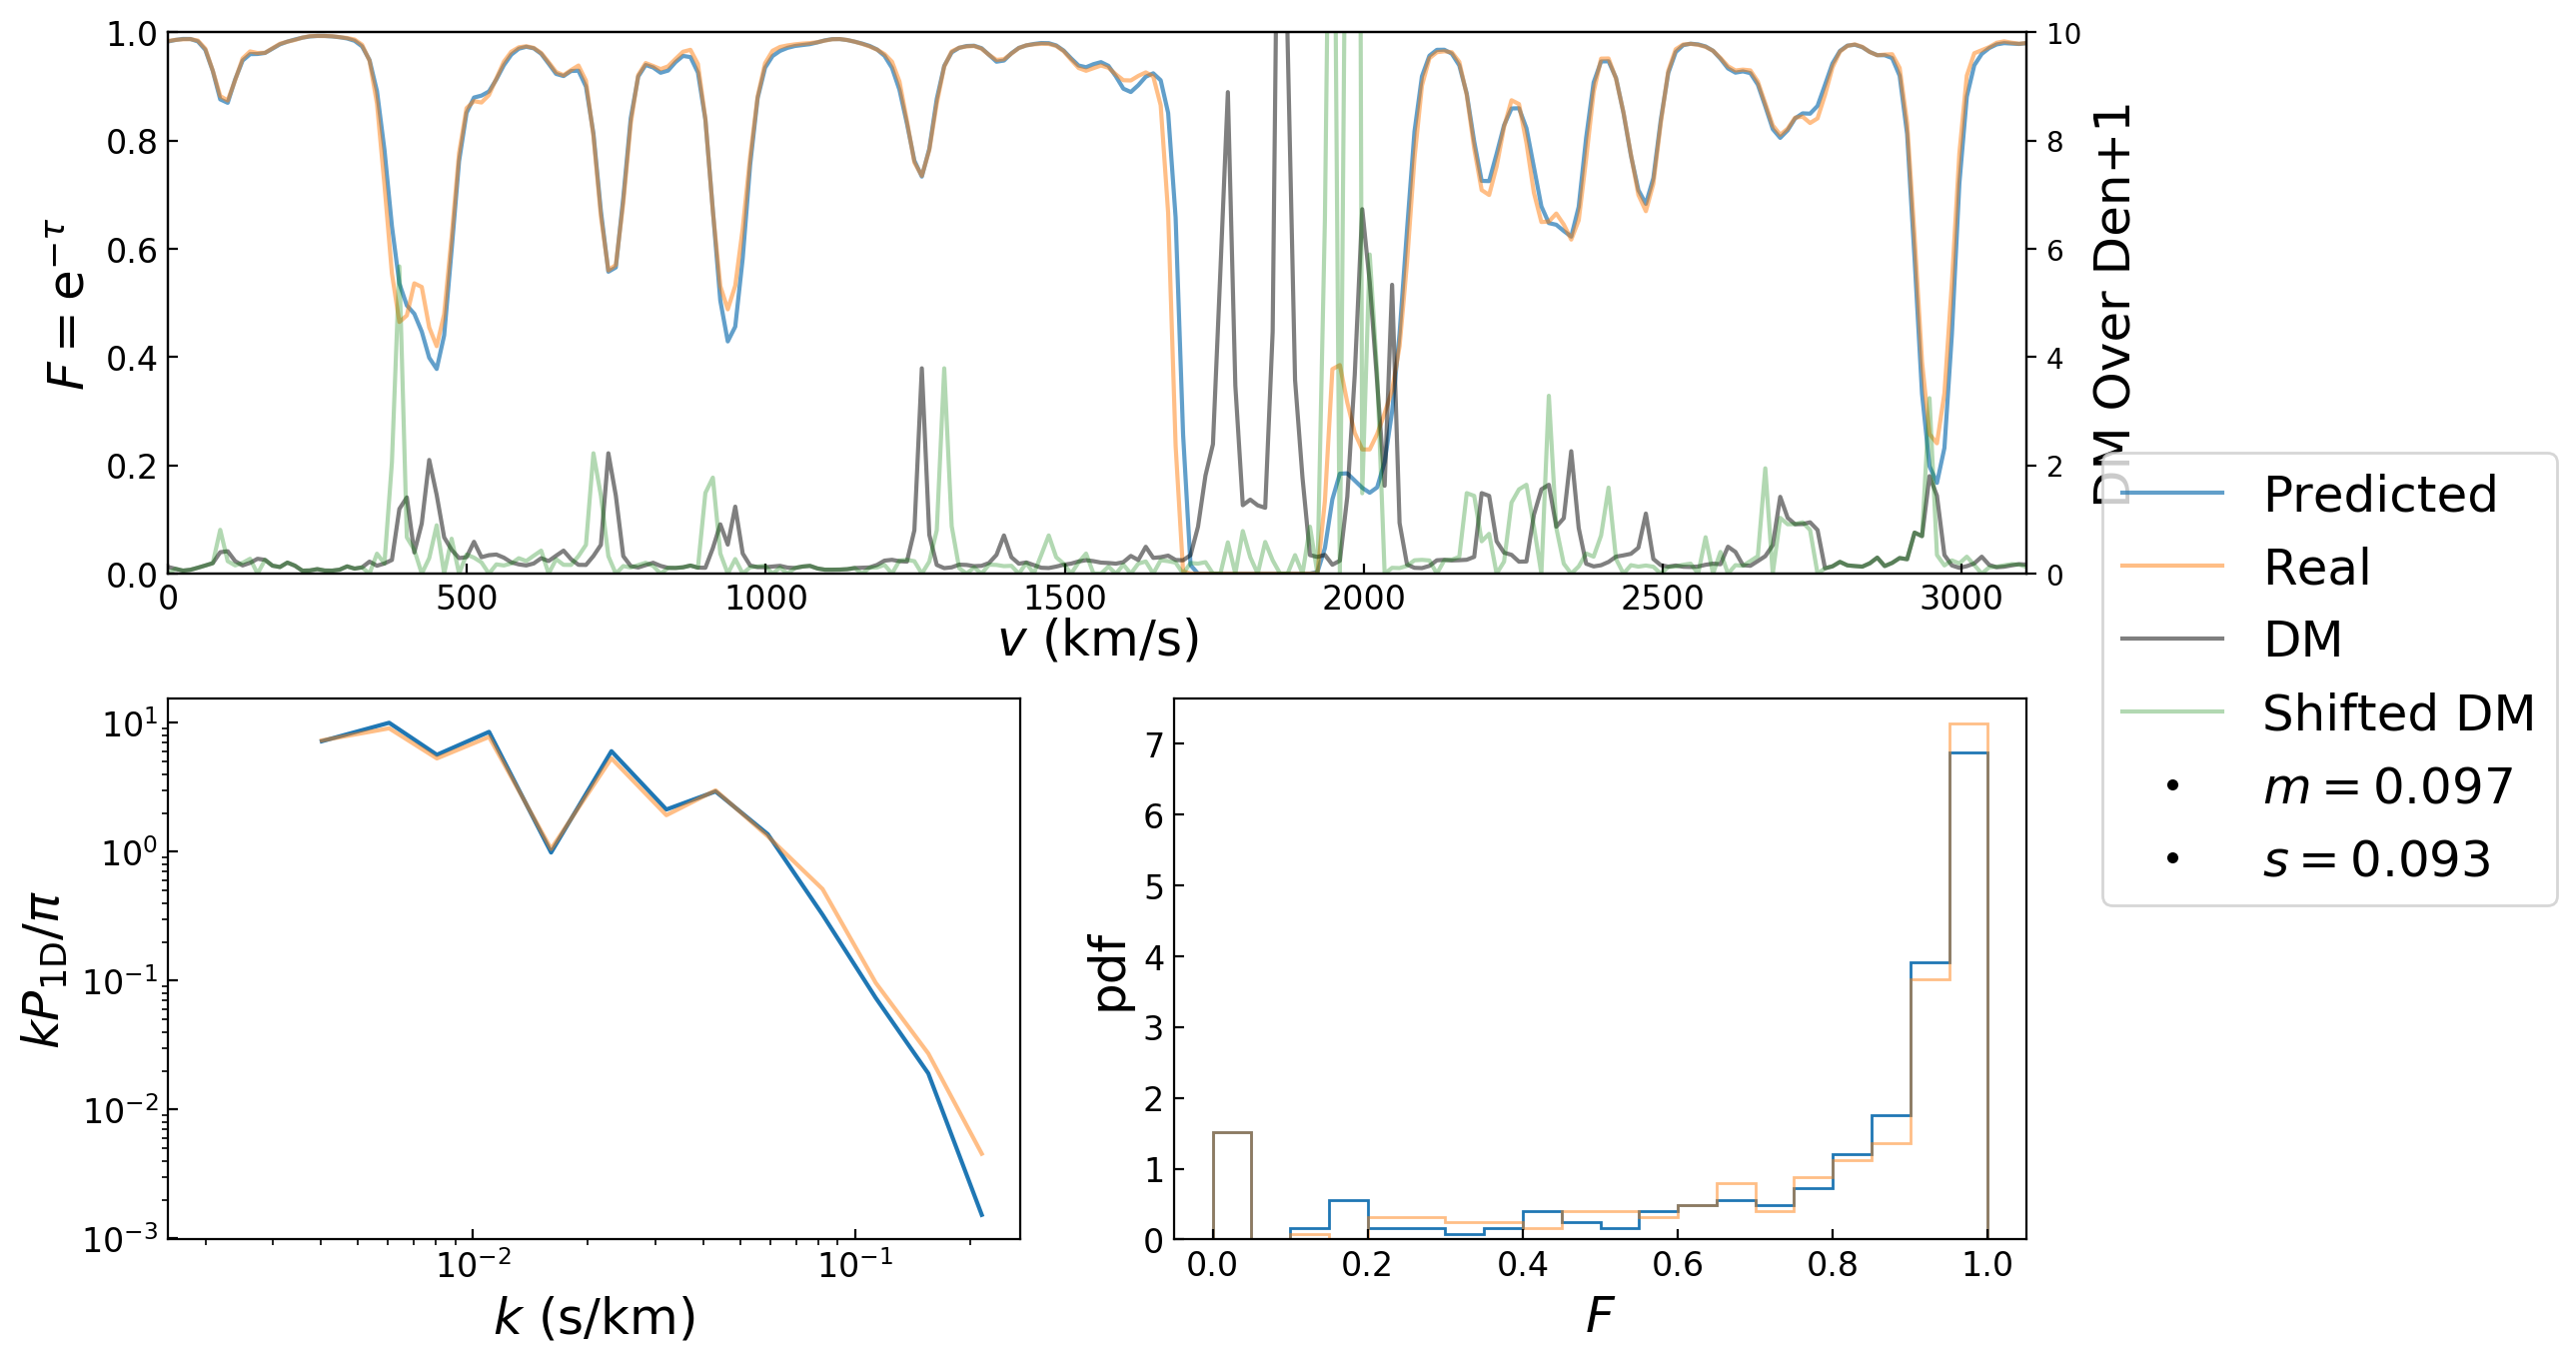 1.0
0.8
0.6
0.4
0.2
0.0
F = e^{−τ}
10
8
6
4
2
0
DM Over Den+1
0 500 1000 1500 2000 2500 3000
v (km/s)
Predicted
Real
DM
Shifted DM
m = 0.097
s = 0.093
10^1
10^0
10^{−1}
10^{−2}
10^{−3}
kP_{1D}/π
10^{−2} 10^{−1}
k (s/km)
7
6
5
4
3
2
1
0
pdf
0.0 0.2 0.4 0.6 0.8 1.0
F